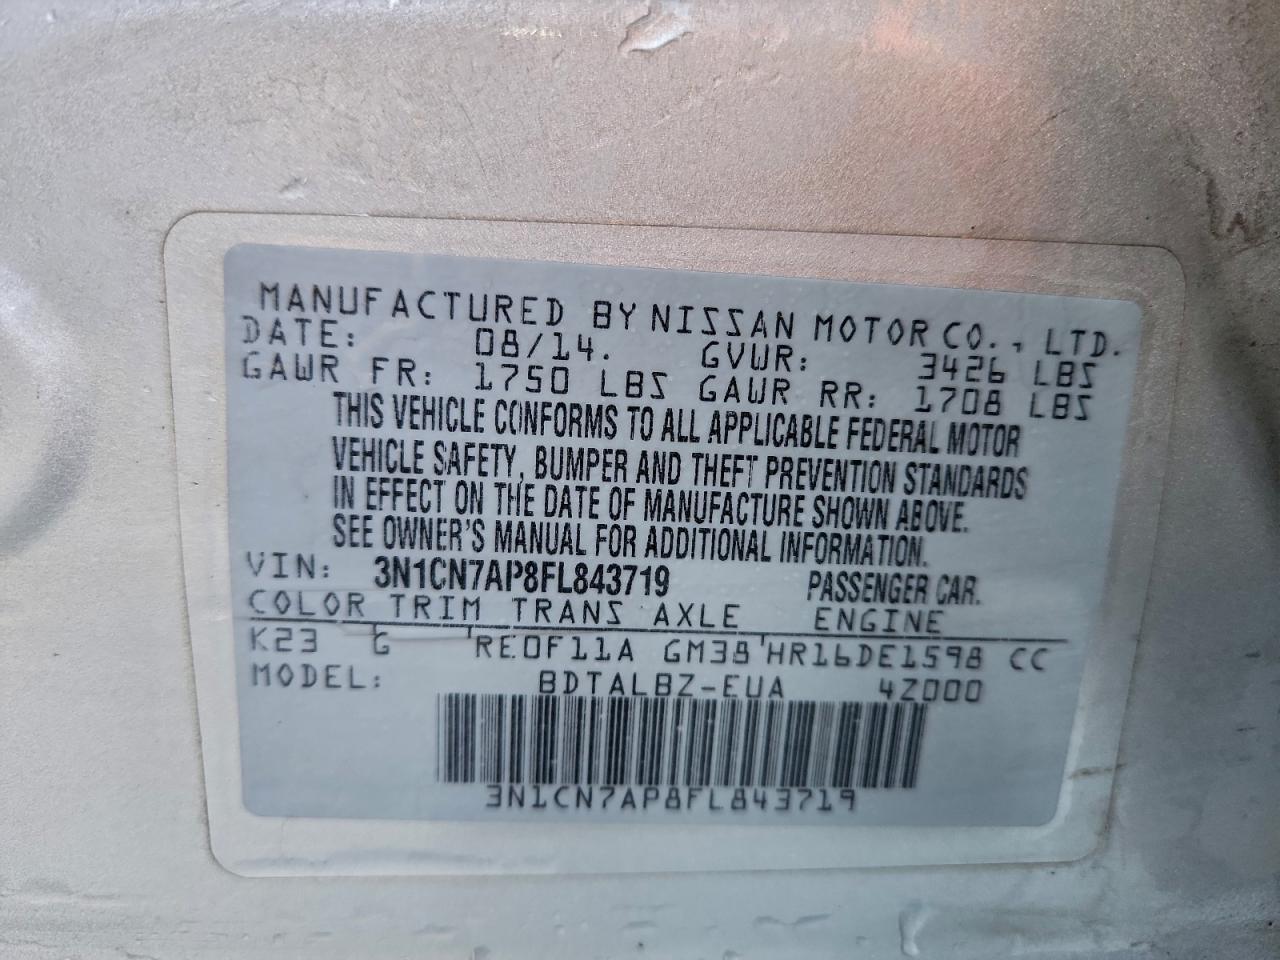 MANUFACTURED BY NISSAN MOTOR CO., LTD.
DATE: 08/14. GVWR: 3426 LBS
GAWR FR: 1750 LBS GAWR RR: 1708 LBS
THIS VEHICLE CONFORMS TO ALL APPLICABLE FEDERAL MOTOR
VEHICLE SAFETY, BUMPER AND THEFT PREVENTION STANDARDS
IN EFFECT ON THE DATE OF MANUFACTURE SHOWN ABOVE.
SEE OWNER'S MANUAL FOR ADDITIONAL INFORMATION.
VIN: 3N1CN7AP8FL843719 PASSENGER CAR.
COLOR TRIM TRANS AXLE ENGINE
K23 G RE0F11A GM38 HR16DE1598 CC
MODEL: BDTALBZ-EUA 4Z000
3N1CN7AP8FL843719